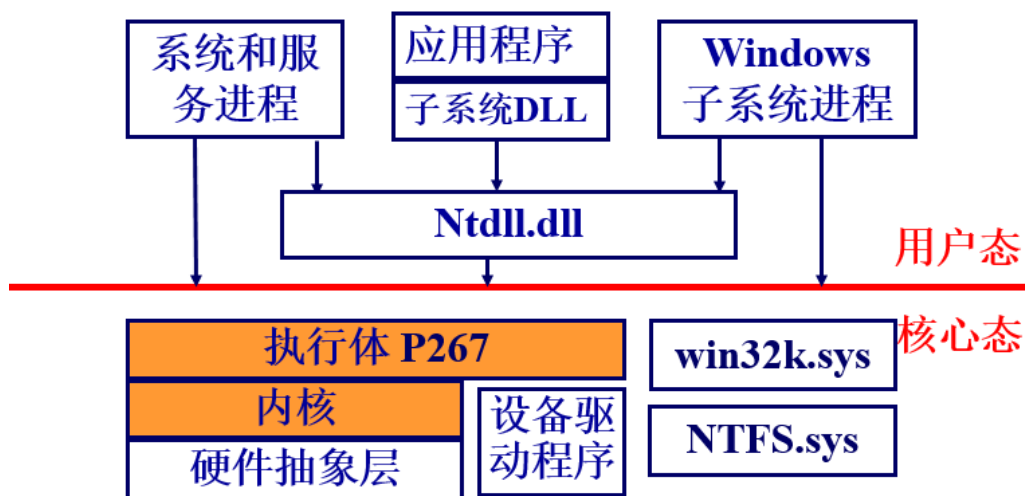 系统和服
务进程
应用程序
子系统DLL
Windows
子系统进程
Ntdll.dll
用户态
核心态
执行体 P267
win32k.sys
内核
设备驱
动程序
NTFS.sys
硬件抽象层